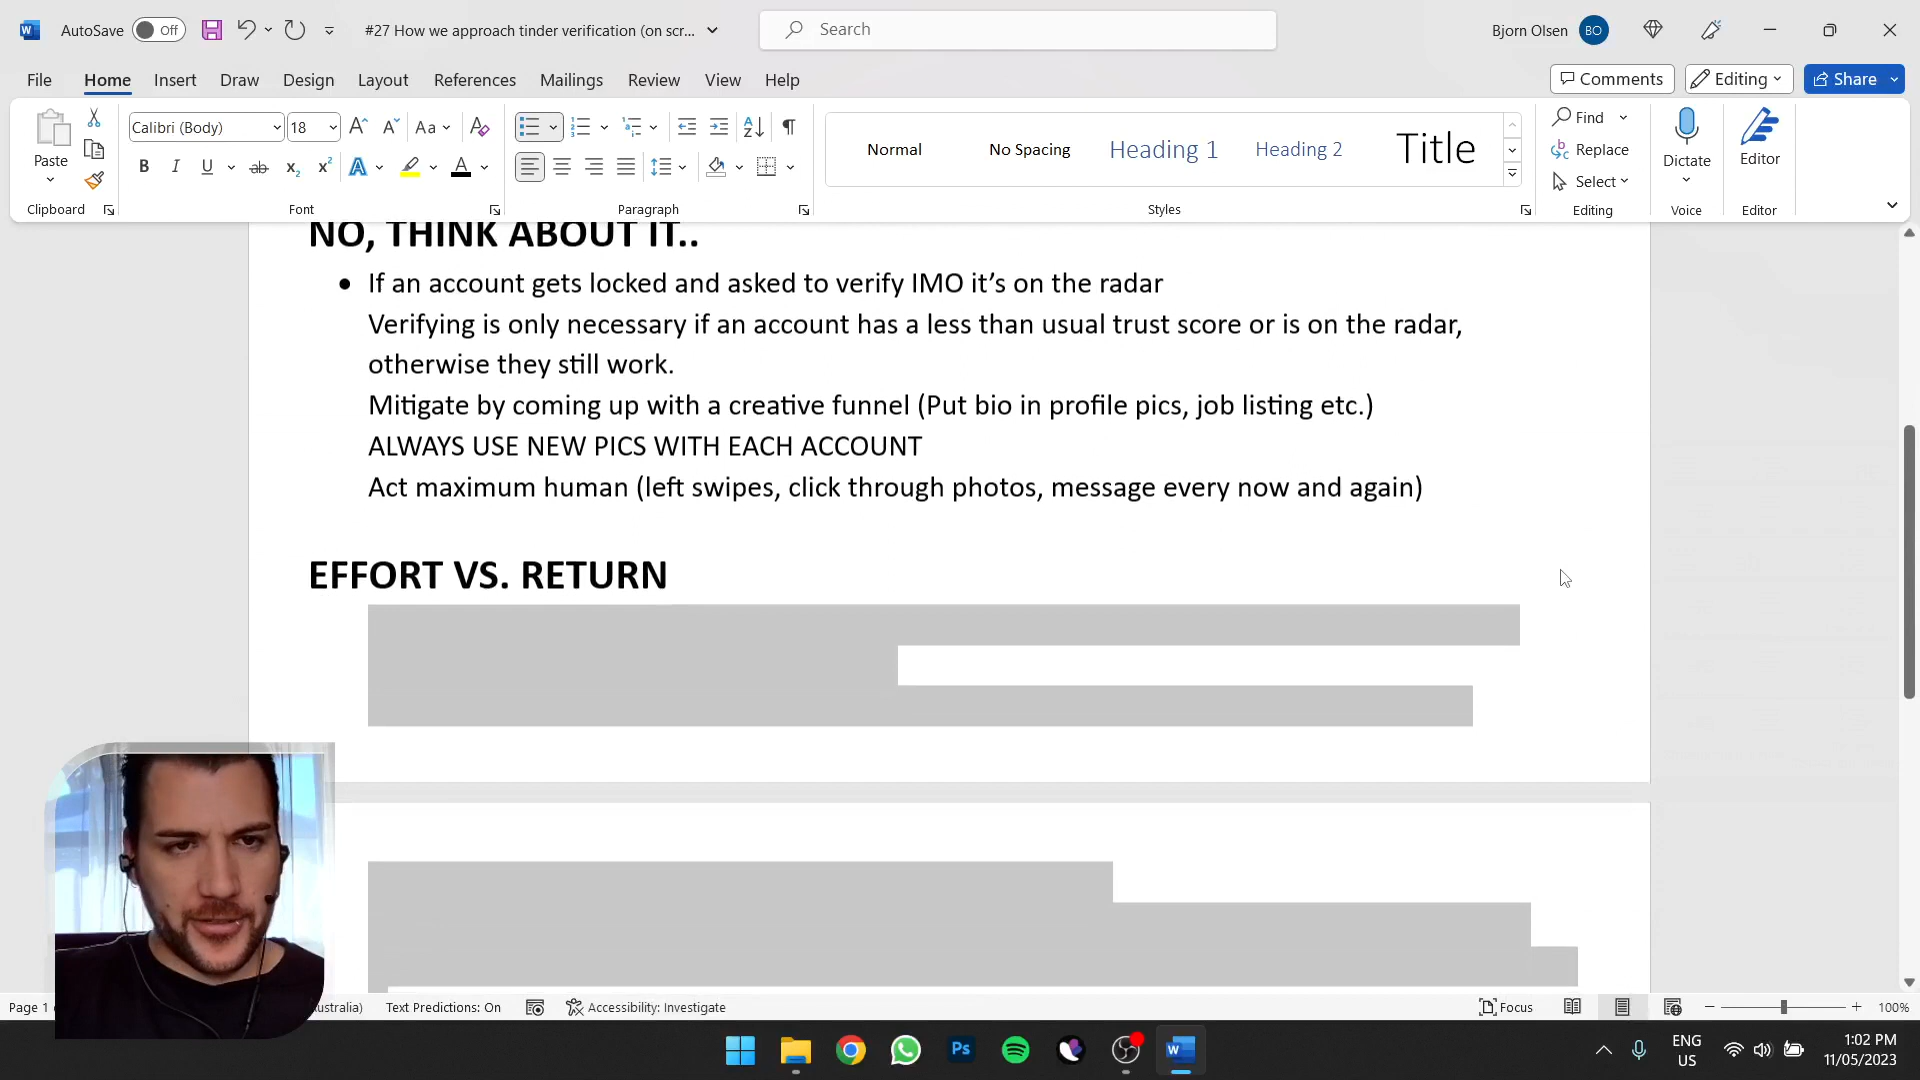 AutoSave Off #27 How we approach tinder verification (on scr... Search Bjorn Olsen BO
File Home Insert Draw Design Layout References Mailings Review View Help Comments Editing Share
Paste Calibri (Body) 18 Aa Normal No Spacing Heading 1 Heading 2 Title Find Replace Select Dictate Editor
Clipboard Font Paragraph Styles Editing Voice Editor
NO, THINK ABOUT IT..
• If an account gets locked and asked to verify IMO it's on the radar
Verifying is only necessary if an account has a less than usual trust score or is on the radar,
otherwise they still work.
Mitigate by coming up with a creative funnel (Put bio in profile pics, job listing etc.)
ALWAYS USE NEW PICS WITH EACH ACCOUNT
Act maximum human (left swipes, click through photos, message every now and again)
EFFORT VS. RETURN
Page 1 ustralia) Text Predictions: On Accessibility: Investigate Focus 100%
ENG
US
1:02 PM
11/05/2023